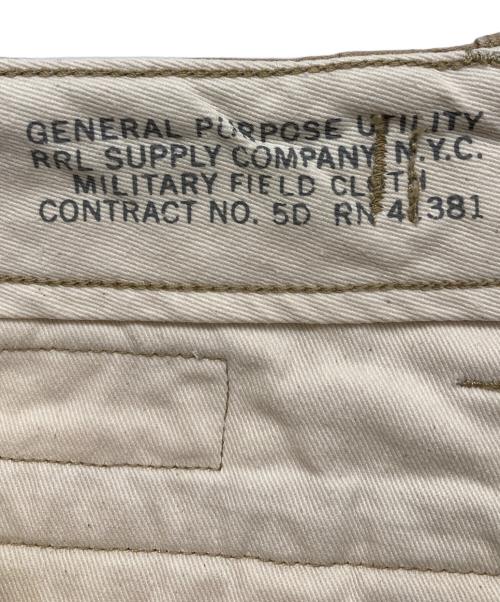 GENERAL PURPOSE UTILITY
RRL SUPPLY COMPANY N.Y.C.
MILITARY FIELD CLOTH
CONTRACT NO. 5D RN 41381